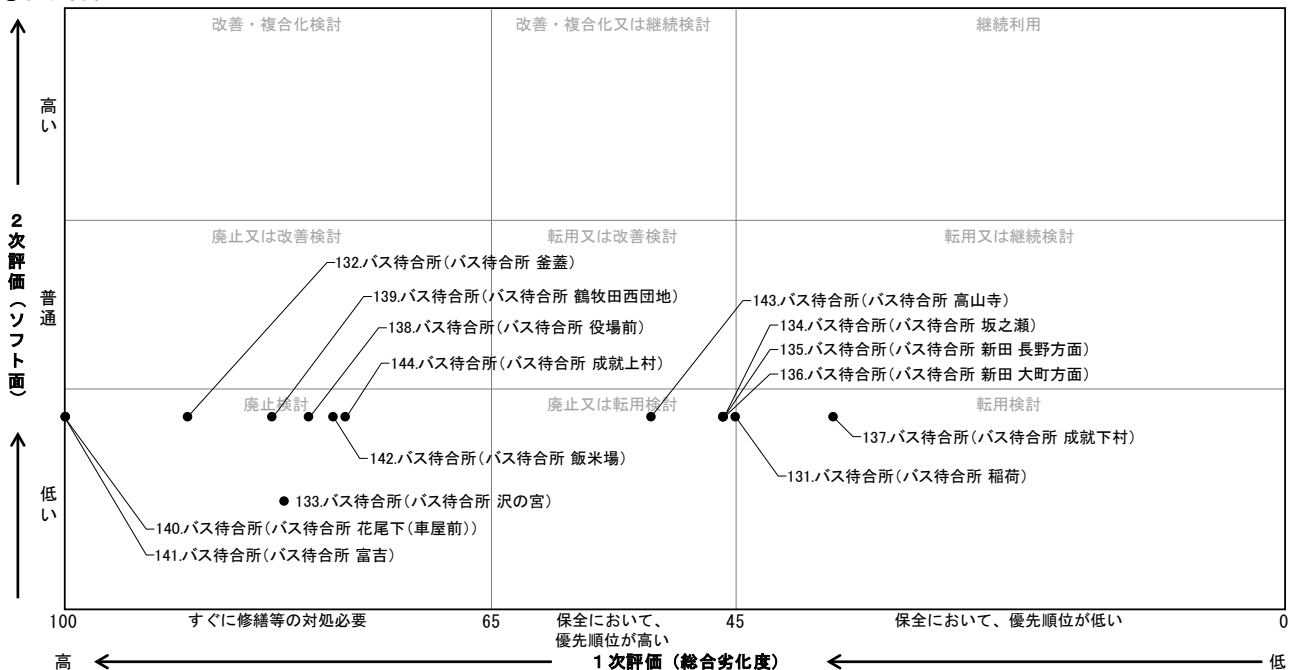 改善・複合化検討
改善・複合化又は継続検討
継続利用
高い
2次評価(ソフト面)
廃止又は改善検討
転用又は改善検討
転用又は継続検討
132.バス待合所(バス待合所 釜蓋)
普通
139.バス待合所(バス待合所 鶴牧田西団地)
143.バス待合所(バス待合所 高山寺)
138.バス待合所(バス待合所 役場前)
134.バス待合所(バス待合所 坂之瀬)
135.バス待合所(バス待合所 新田 長野方面)
144.バス待合所(バス待合所 成就上村)
136.バス待合所(バス待合所 新田 大町方面)
廃止検討
廃止又は転用検討
転用検討
137.バス待合所(バス待合所 成就下村)
142.バス待合所(バス待合所 飯米場)
131.バス待合所(バス待合所 稲荷)
低い
133.バス待合所(バス待合所 沢の宮)
140.バス待合所(バス待合所 花尾下(車屋前))
141.バス待合所(バス待合所 富吉)
100
すぐに修繕等の対処必要
65
保全において、
優先順位が高い
45
保全において、優先順位が低い
0
高
1次評価(総合劣化度)
低